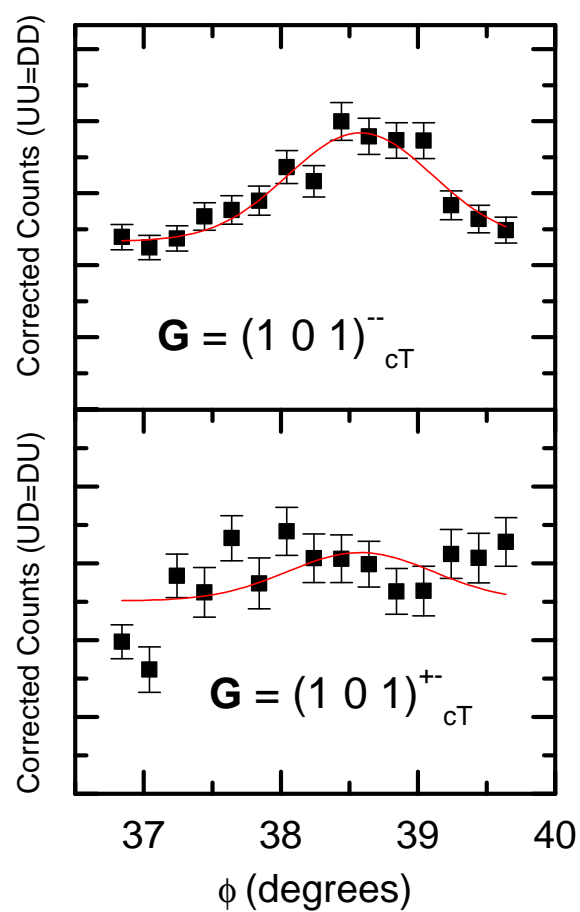 Corrected Counts (UU=DD)
G = (1 0 1)--cT
Corrected Counts (UD=DU)
G = (1 0 1)+-cT
37 38 39 40
ϕ (degrees)